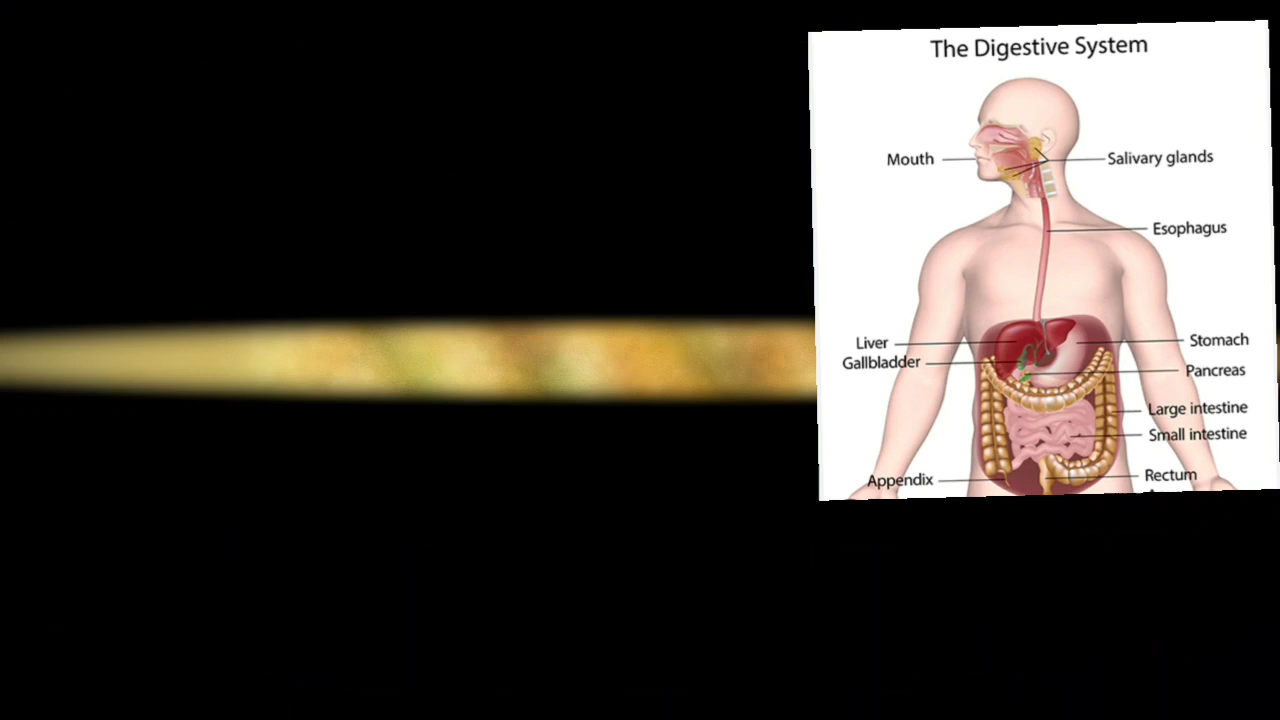 The Digestive System
Mouth
Salivary glands
Esophagus
Liver
Stomach
Gallbladder
Pancreas
Large intestine
Small intestine
Appendix
Rectum